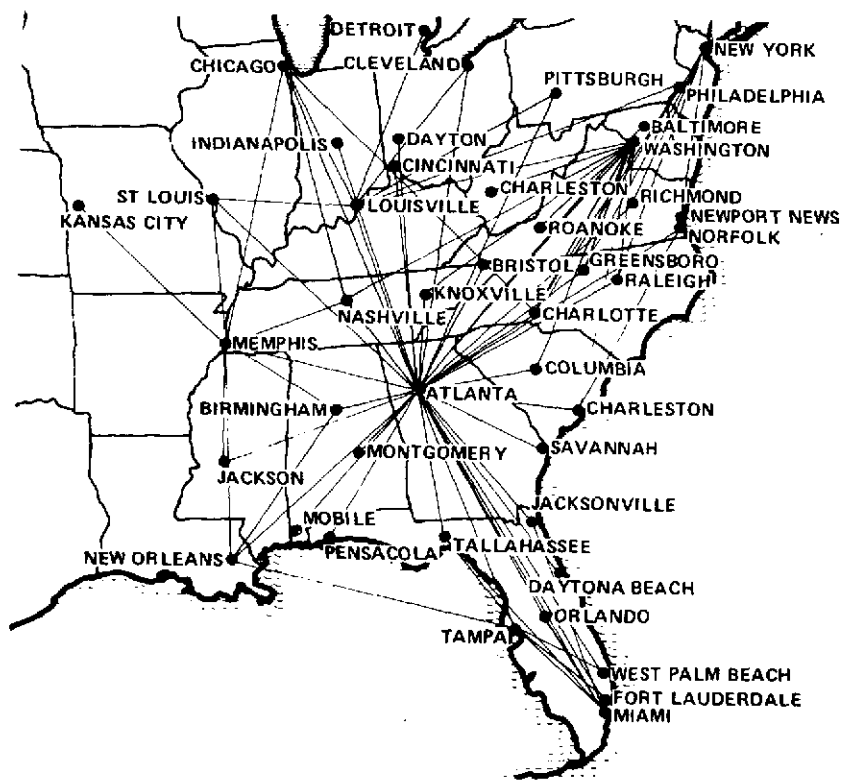 DETROIT
NEW YORK
CHICAGO
CLEVELAND
PITTSBURGH
PHILADELPHIA
BALTIMORE
INDIANAPOLIS
DAYTON
WASHINGTON
CINCINNATI
ST LOUIS
CHARLESTON
RICHMOND
KANSAS CITY
LOUISVILLE
NEWPORT NEWS
ROANOKE
NORFOLK
BRISTOL
GREENSBORO
RALEIGH
KNOXVILLE
NASHVILLE
CHARLOTTE
MEMPHIS
COLUMBIA
ATLANTA
BIRMINGHAM
CHARLESTON
MONTGOMERY
SAVANNAH
JACKSON
JACKSONVILLE
MOBILE
NEW ORLEANS
PENSACOLA
TALLAHASSEE
DAYTONA BEACH
ORLANDO
TAMPA
WEST PALM BEACH
FORT LAUDERDALE
MIAMI